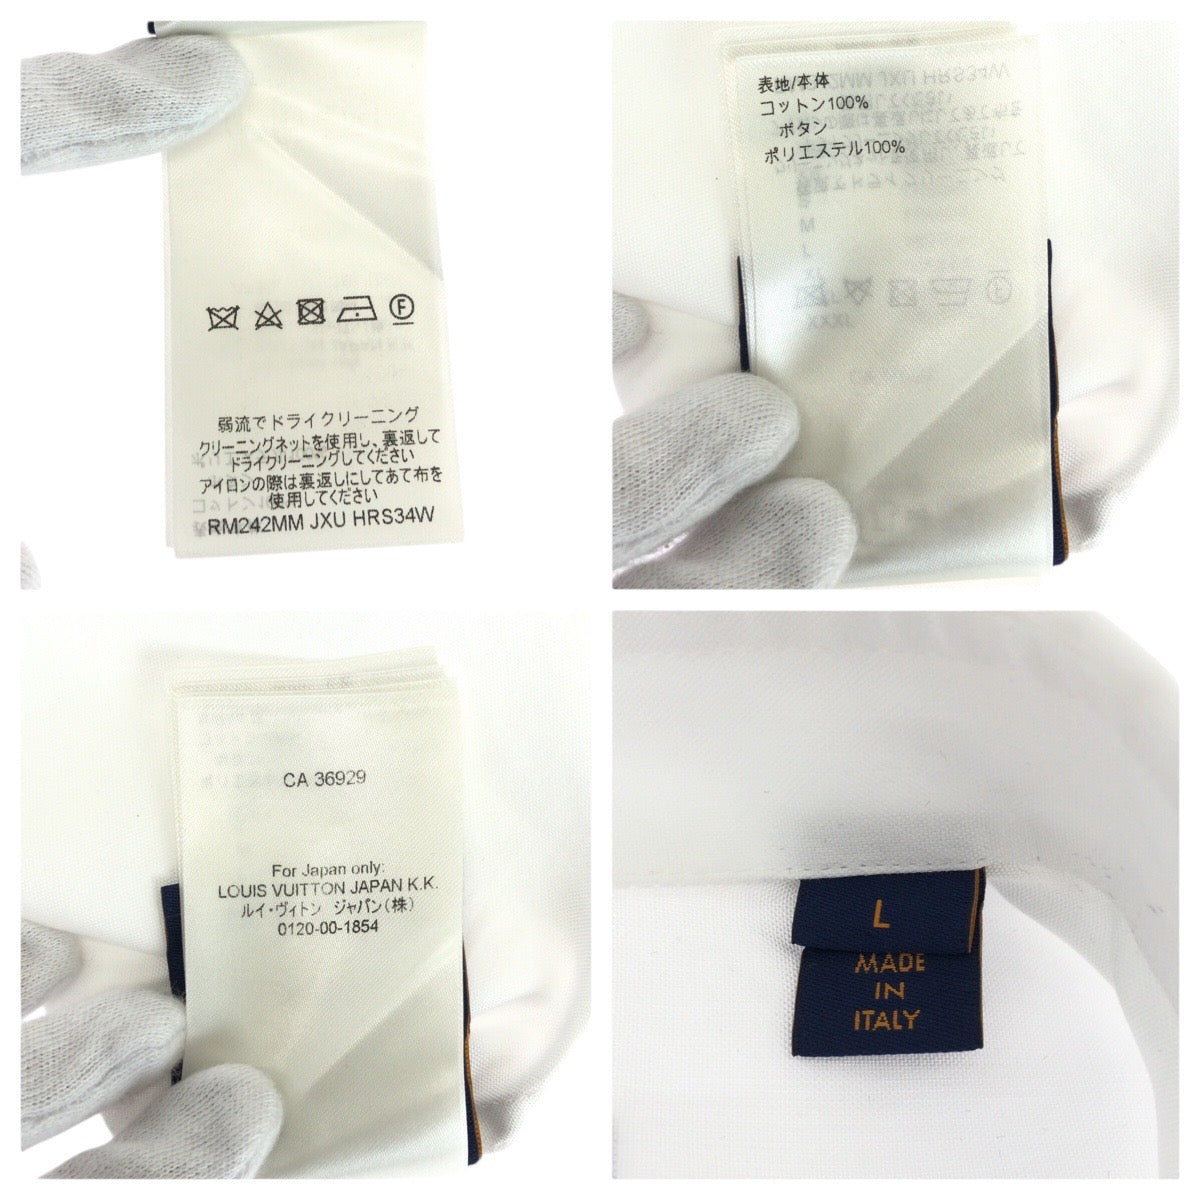 弱流でドライクリーニング
クリーニングネットを使用し、裏返して
ドライクリーニングしてください
アイロンの際は裏返しにしてあて布を
使用してください
RM242MM JXU HRS34W
表地/本体
コットン100%
ボタン
ポリエステル100%
CA 36929
For Japan only:
LOUIS VUITTON JAPAN K.K.
ルイ・ヴィトン ジャパン(株)
0120-00-1854
L
MADE
IN
ITALY